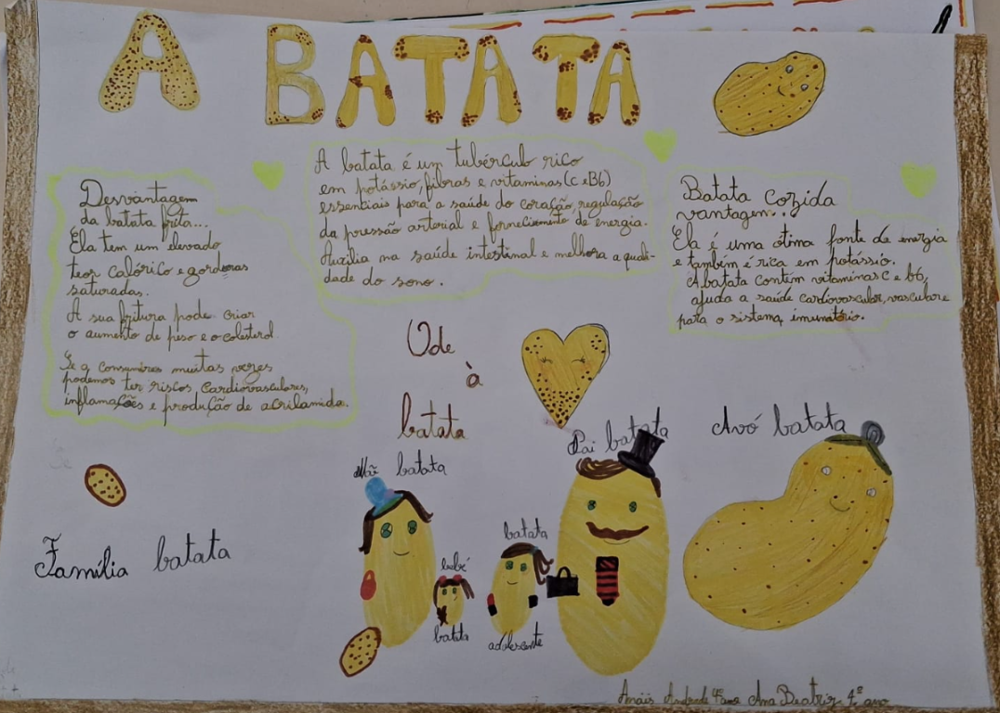 A BATATA
Desvantagem
da batata frita...
Ela tem um elevado
teor calórico e gorduras
saturadas.
A sua fritura pode criar
o aumento de peso e o colesterol.
Se a consumires muitas vezes
podemos ter riscos cardiovasculares,
inflamações e produção de acrilamida.
A batata é um tubérculo rico
em potássio, fibras e vitaminas (C e B6)
essenciais para a saúde do coração, regulação
da pressão arterial e fornecimento de energia.
Auxilia na saúde intestinal e melhora a quali-
dade do sono.
Batata cozida
vantagem...
Ela é uma ótima fonte de energia
e também é rica em potássio.
A batata contém vitaminas C e b6,
ajuda a saúde cardiovascular, vascular e
para o sistema imunitário.
Ode
à
batata
Família batata
Mãe batata
bebé
batata
batata
adolescente
Pai batata
Avó batata
Anaís Andrade 4ºano Ana Beatriz 4º ano